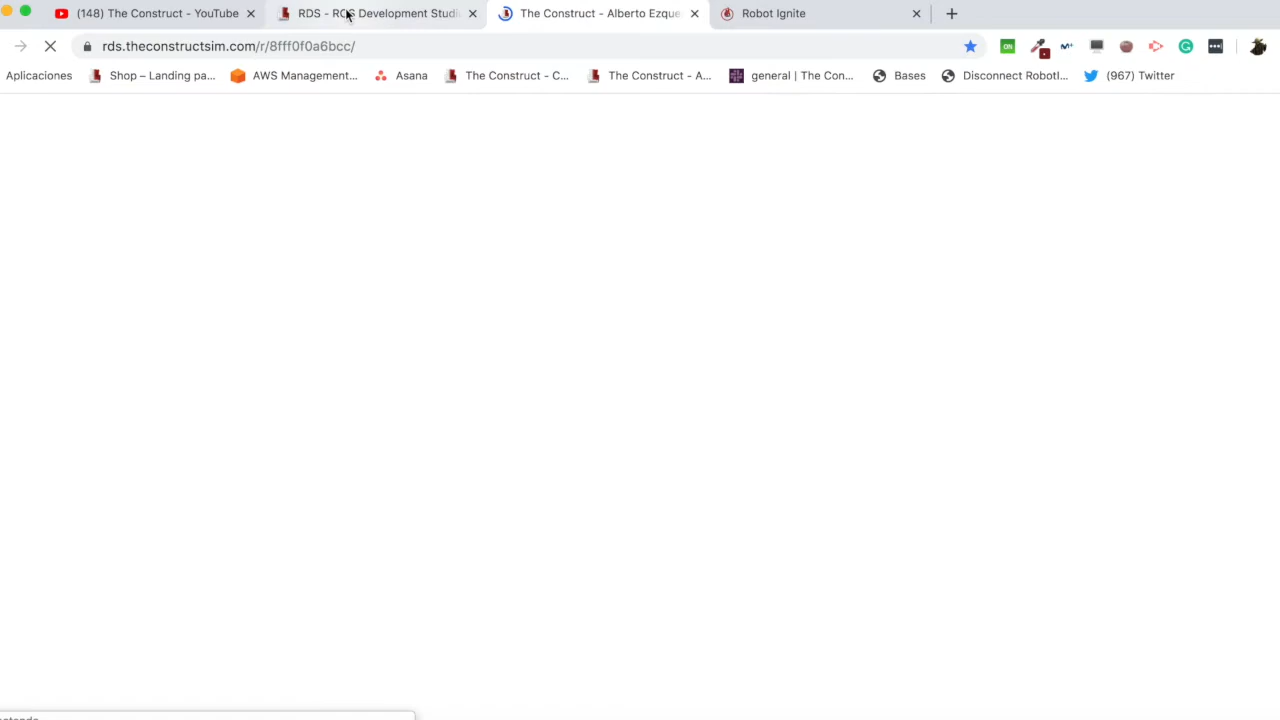 (148) The Construct - YouTube
RDS - ROS Development Studi
The Construct - Alberto Ezque
Robot Ignite
rds.theconstructsim.com/r/8fff0f0a6bcc/
Aplicaciones
Shop – Landing pa...
AWS Management...
Asana
The Construct - C...
The Construct - A...
general | The Con...
Bases
Disconnect RobotI...
(967) Twitter